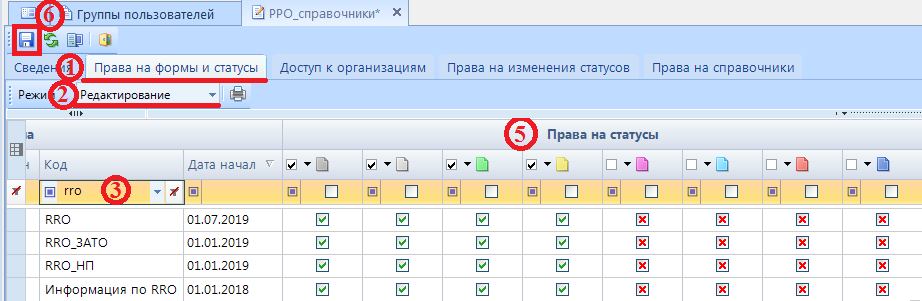 6 Группы пользователей РРО_справочники*
Сведени 1 Права на формы и статусы Доступ к организациям Права на изменения статусов Права на справочники
Режим 2 Редактирование
а 5 Права на статусы
н Код Дата начал
rro 3
RRO 01.07.2019
RRO_ЗАТО 01.01.2019
RRO_НП 01.01.2019
Информация по RRO 01.01.2018